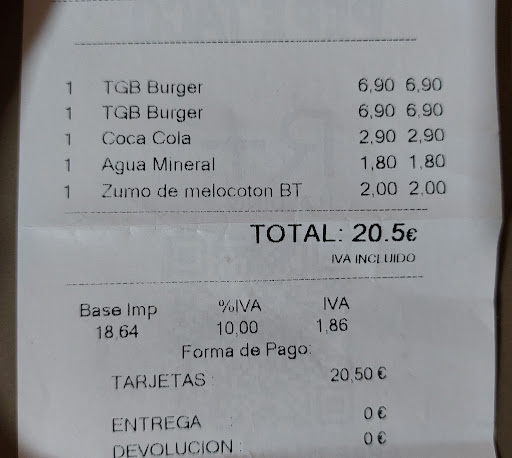 1 TGB Burger 6,90 6,90
1 TGB Burger 6,90 6,90
1 Coca Cola 2,90 2,90
1 Agua Mineral 1,80 1,80
1 Zumo de melocoton BT 2,00 2,00
TOTAL: 20.5€
IVA INCLUIDO
Base Imp %IVA IVA
18,64 10,00 1,86
Forma de Pago:
TARJETAS : 20,50 €
ENTREGA : 0 €
DEVOLUCION : 0 €